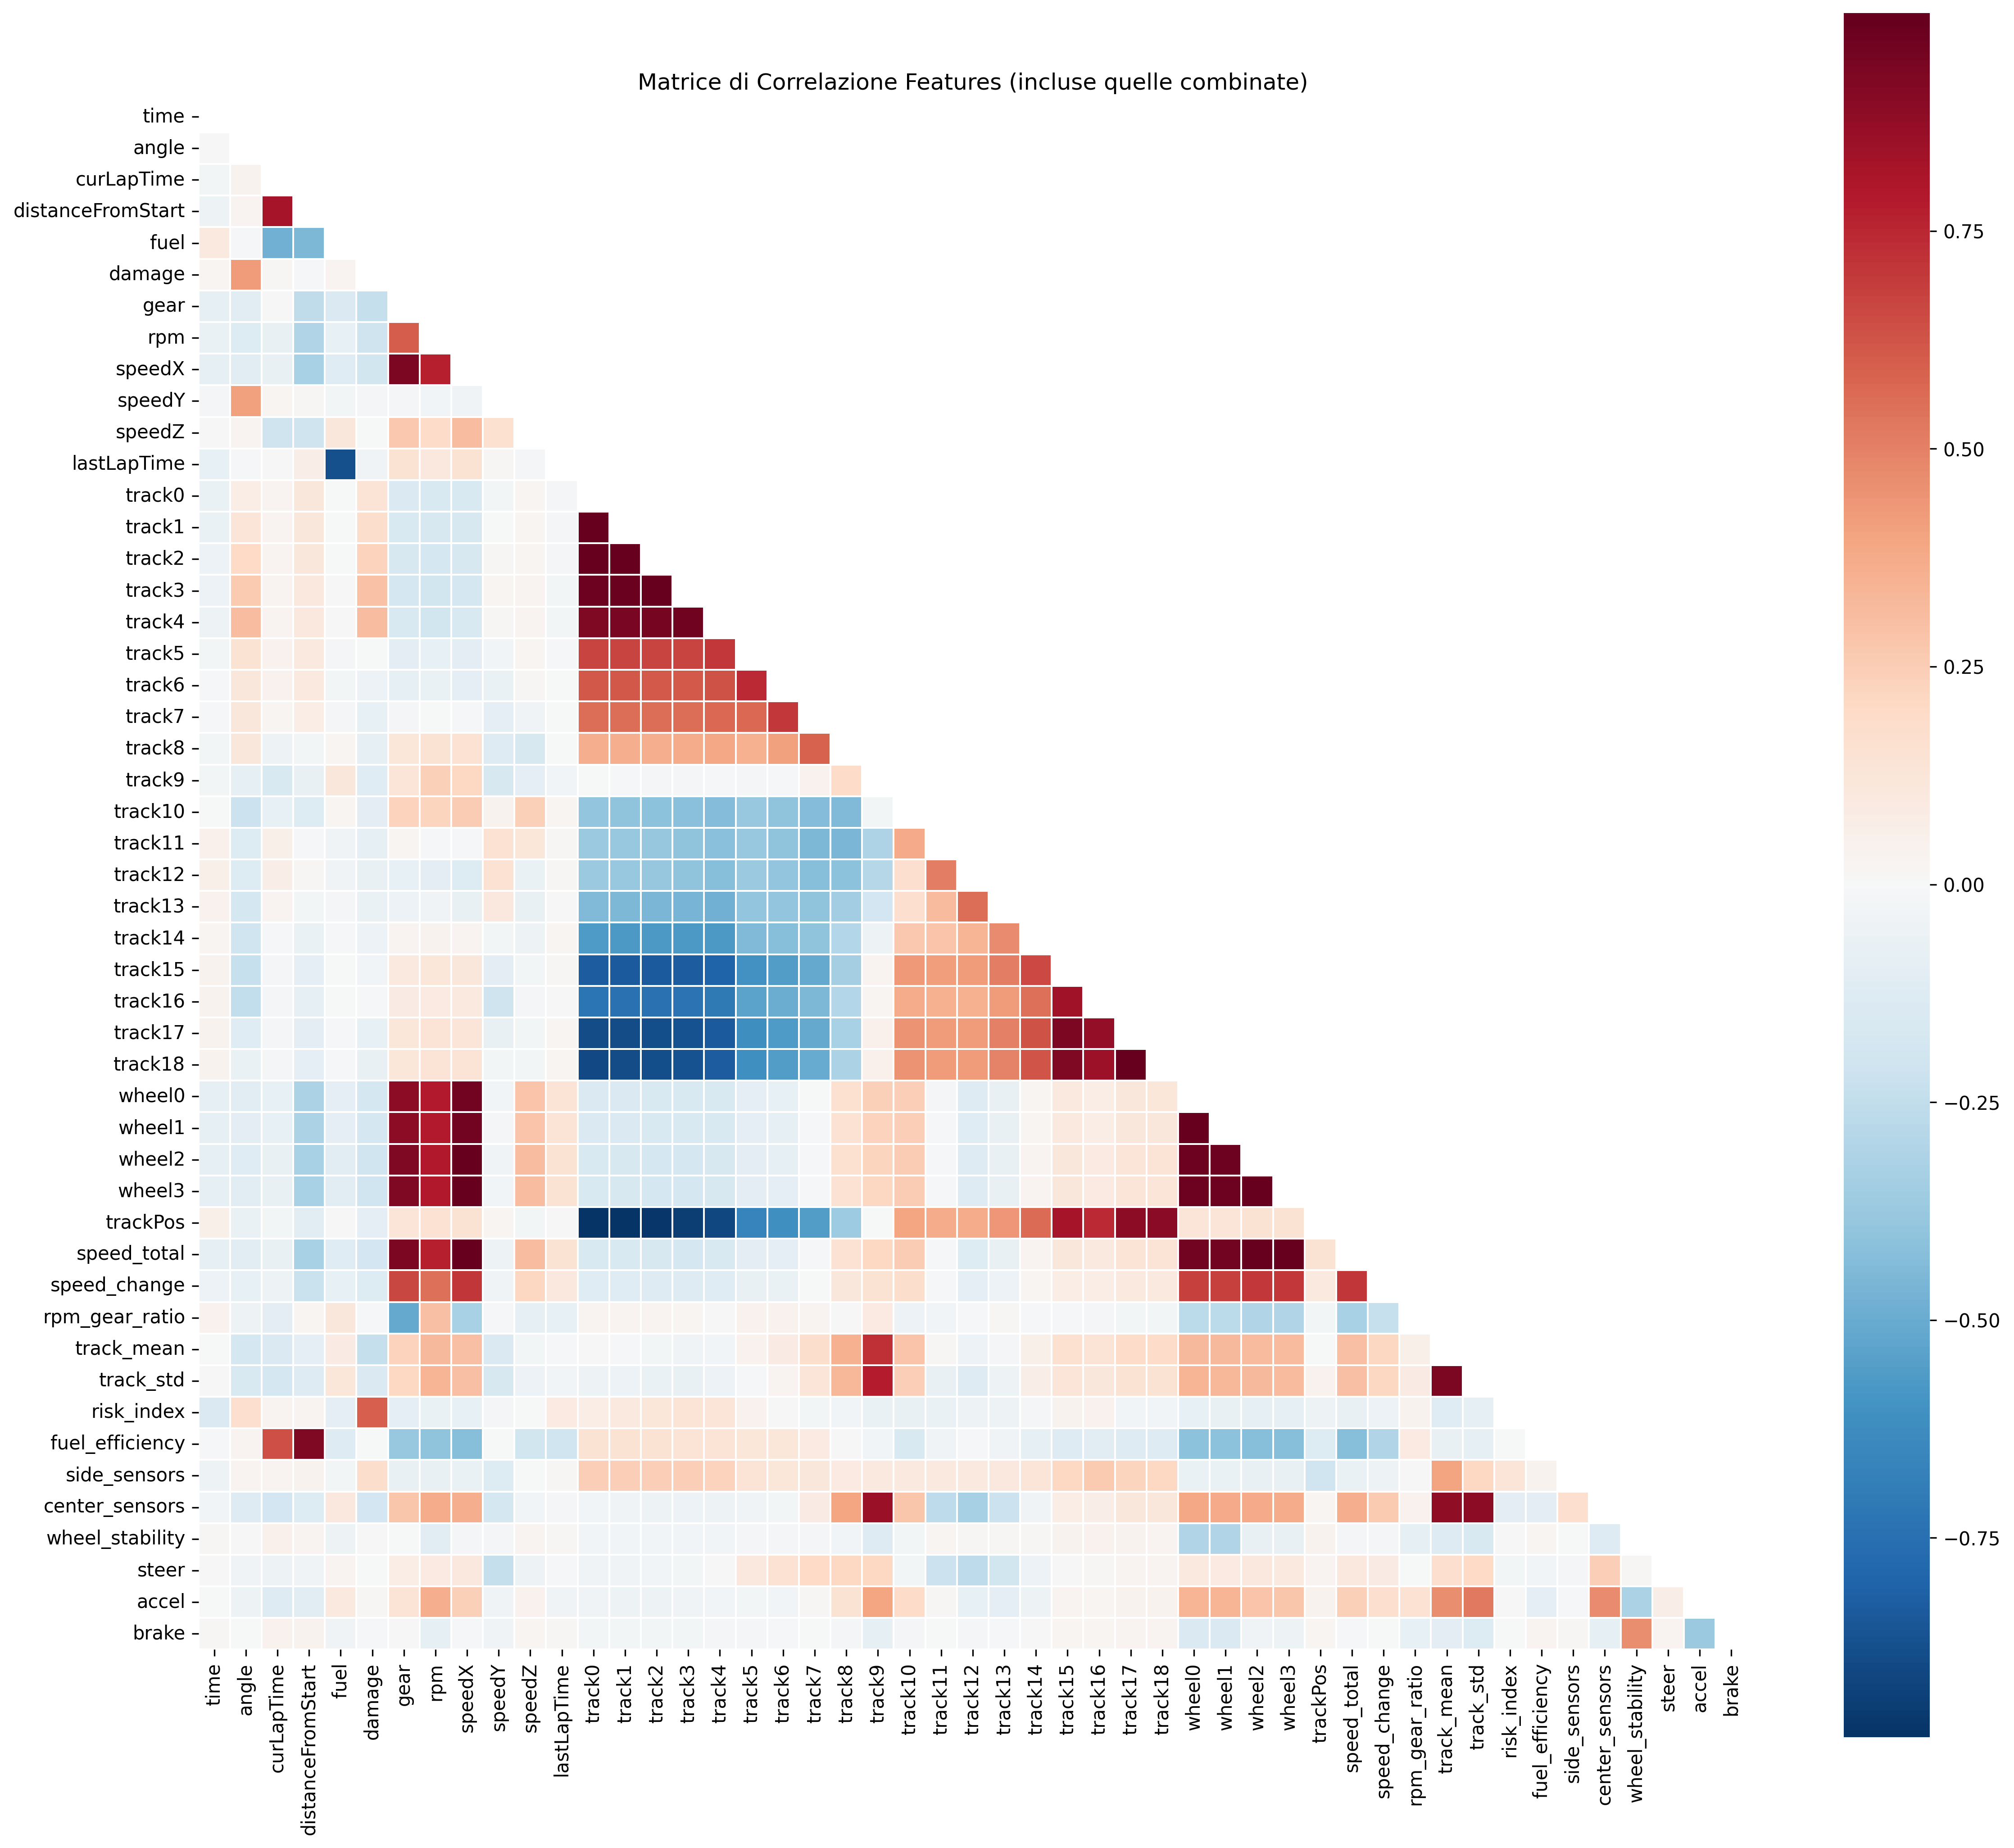 Matrice di Correlazione Features (incluse quelle combinate)
time
angle
curLapTime
distanceFromStart
fuel
damage
gear
rpm
speedX
speedY
speedZ
lastLapTime
track0
track1
track2
track3
track4
track5
track6
track7
track8
track9
track10
track11
track12
track13
track14
track15
track16
track17
track18
wheel0
wheel1
wheel2
wheel3
trackPos
speed_total
speed_change
rpm_gear_ratio
track_mean
track_std
risk_index
fuel_efficiency
side_sensors
center_sensors
wheel_stability
steer
accel
brake
time
angle
curLapTime
distanceFromStart
fuel
damage
gear
rpm
speedX
speedY
speedZ
lastLapTime
track0
track1
track2
track3
track4
track5
track6
track7
track8
track9
track10
track11
track12
track13
track14
track15
track16
track17
track18
wheel0
wheel1
wheel2
wheel3
trackPos
speed_total
speed_change
rpm_gear_ratio
track_mean
track_std
risk_index
fuel_efficiency
side_sensors
center_sensors
wheel_stability
steer
accel
brake
0.75
0.50
0.25
0.00
−0.25
−0.50
−0.75